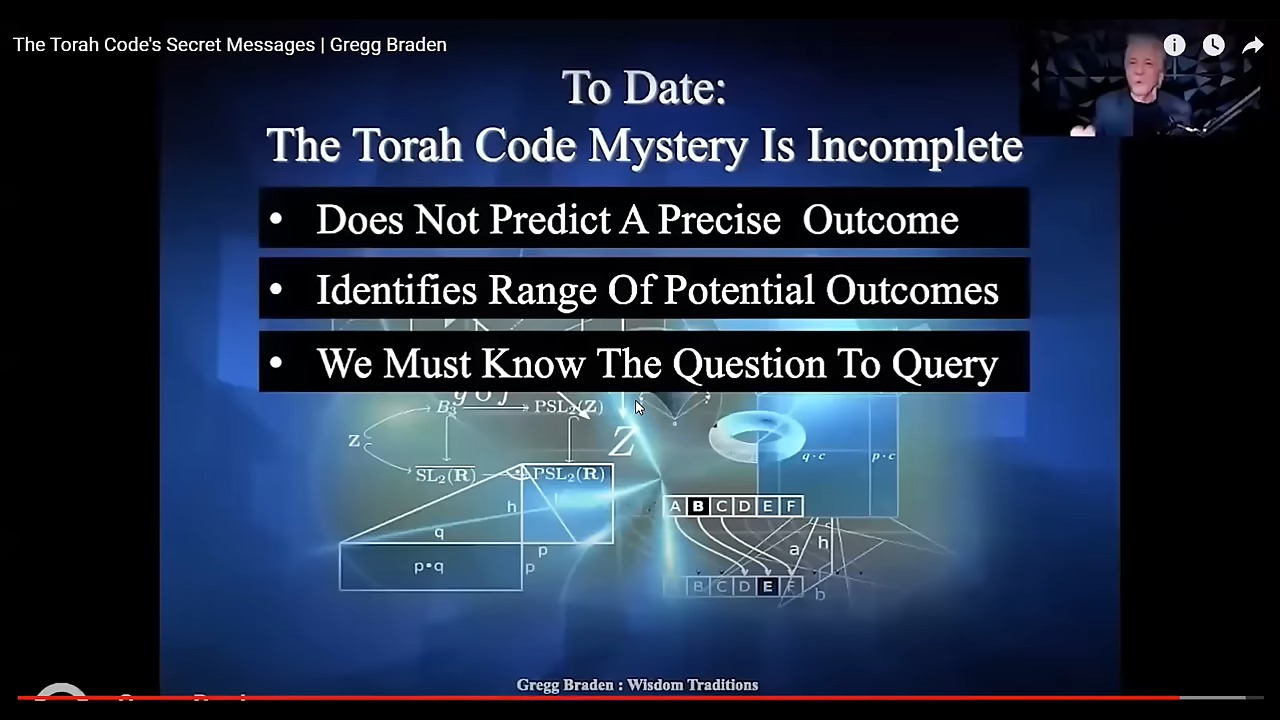 The Torah Code's Secret Messages | Gregg Braden
To Date:
The Torah Code Mystery Is Incomplete
• Does Not Predict A Precise Outcome
• Identifies Range Of Potential Outcomes
• We Must Know The Question To Query
B3 PSL2(Z)
Z
Z
SL2(R) PSL2(R)
q·c p·c
h
A B C D E F
q
a h
p
p•q p
B C D E F
b
Gregg Braden : Wisdom Traditions